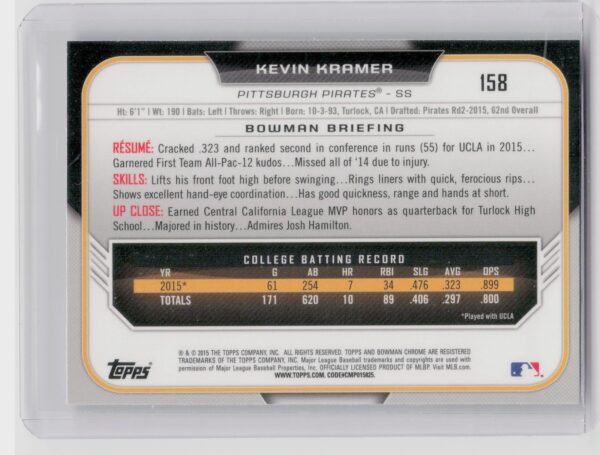 KEVIN KRAMER
158
PITTSBURGH PIRATES® - SS
Ht: 6'1" | Wt: 190 | Bats: Left | Throws: Right | Born: 10-3-93, Turlock, CA | Drafted: Pirates Rd2-2015, 62nd Overall
BOWMAN BRIEFING
RÉSUMÉ: Cracked .323 and ranked second in conference in runs (55) for UCLA in 2015...
Garnered First Team All-Pac-12 kudos...Missed all of '14 due to injury.
SKILLS: Lifts his front foot high before swinging...Rings liners with quick, ferocious rips...
Shows excellent hand-eye coordination...Has good quickness, range and hands at short.
UP CLOSE: Earned Central California League MVP honors as quarterback for Turlock High
School...Majored in history...Admires Josh Hamilton.
COLLEGE BATTING RECORD
YR G AB HR RBI SLG AVG OPS
2015* 61 254 7 34 .476 .323 .899
TOTALS 171 620 10 89 .406 .297 .800
*Played with UCLA
TOPPS
® & © 2015 THE TOPPS COMPANY, INC. ALL RIGHTS RESERVED. TOPPS AND BOWMAN CHROME ARE REGISTERED
TRADEMARKS OF THE TOPPS COMPANY, INC. Major League Baseball trademarks and copyrights are used with
permission of Major League Baseball Properties, Inc. OFFICIALLY LICENSED PRODUCT OF MLBP. Visit MLB.com.
WWW.TOPPS.COM. CODE#CMP015825.